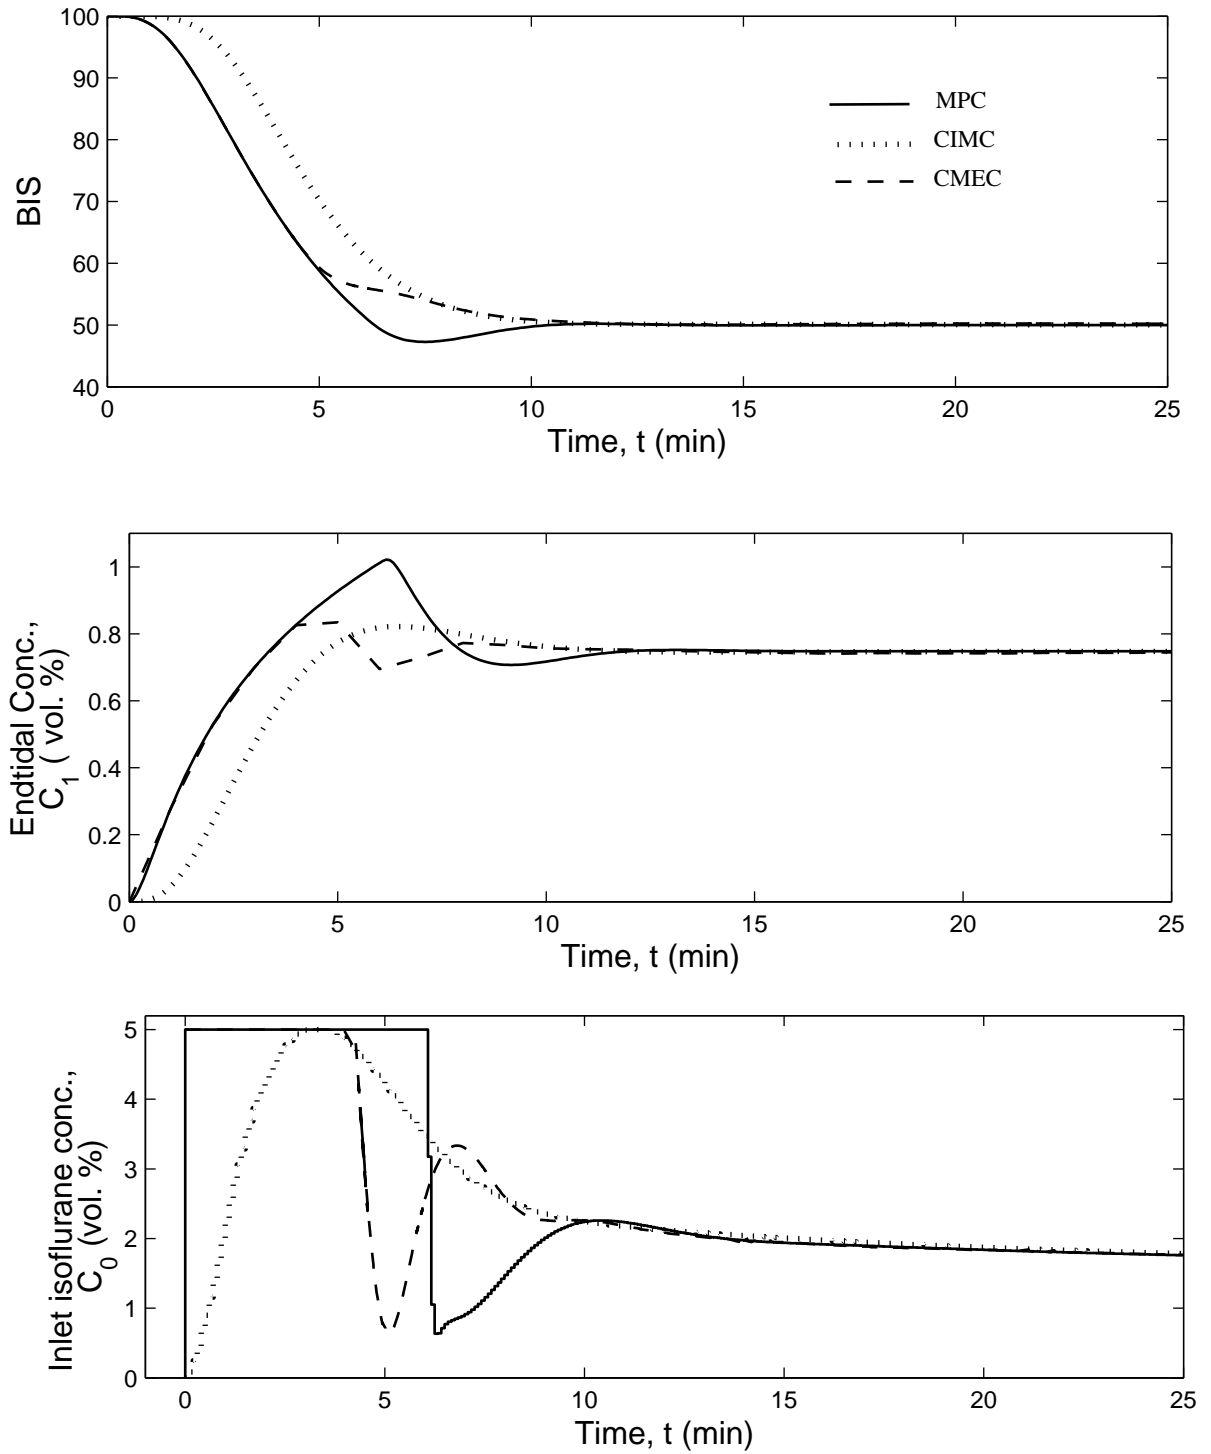 100
90
80
70
60
50
40
BIS
MPC
CIMC
CMEC
0 5 10 15 20 25
Time, t (min)
1
0.8
0.6
0.4
0.2
0
Endtidal Conc.,
C1 ( vol. %)
0 5 10 15 20 25
Time, t (min)
5
4
3
2
1
0
Inlet isoflurane conc.,
C0 (vol. %)
0 5 10 15 20 25
Time, t (min)